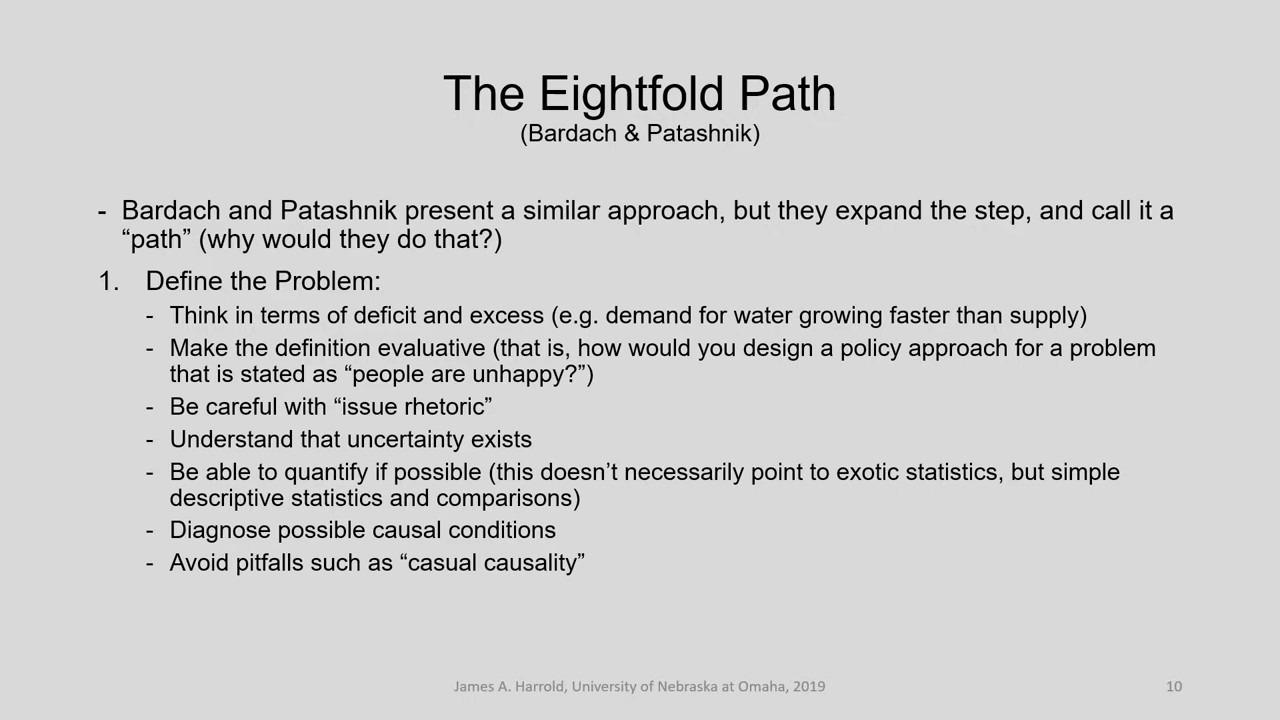 The Eightfold Path
(Bardach & Patashnik)
- Bardach and Patashnik present a similar approach, but they expand the step, and call it a
“path” (why would they do that?)
1. Define the Problem:
- Think in terms of deficit and excess (e.g. demand for water growing faster than supply)
- Make the definition evaluative (that is, how would you design a policy approach for a problem
that is stated as “people are unhappy?”)
- Be careful with “issue rhetoric”
- Understand that uncertainty exists
- Be able to quantify if possible (this doesn’t necessarily point to exotic statistics, but simple
descriptive statistics and comparisons)
- Diagnose possible causal conditions
- Avoid pitfalls such as “casual causality”
James A. Harrold, University of Nebraska at Omaha, 2019
10